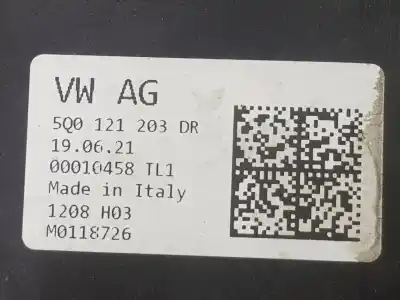 VW AG
5Q0 121 203 DR
19.06.21
00010458 TL1
Made in Italy
1208 H03
M0118726